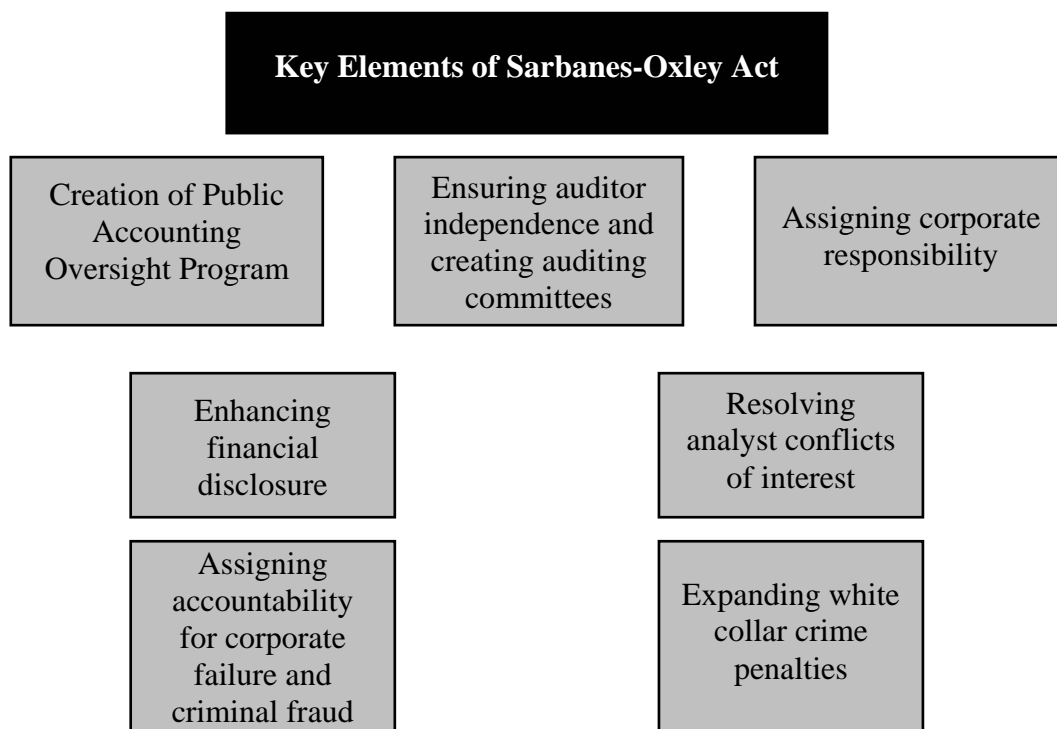 Key Elements of Sarbanes-Oxley Act
Creation of Public
Accounting
Oversight Program
Ensuring auditor
independence and
creating auditing
committees
Assigning corporate
responsibility
Enhancing
financial
disclosure
Resolving
analyst conflicts
of interest
Assigning
accountability
for corporate
failure and
criminal fraud
Expanding white
collar crime
penalties